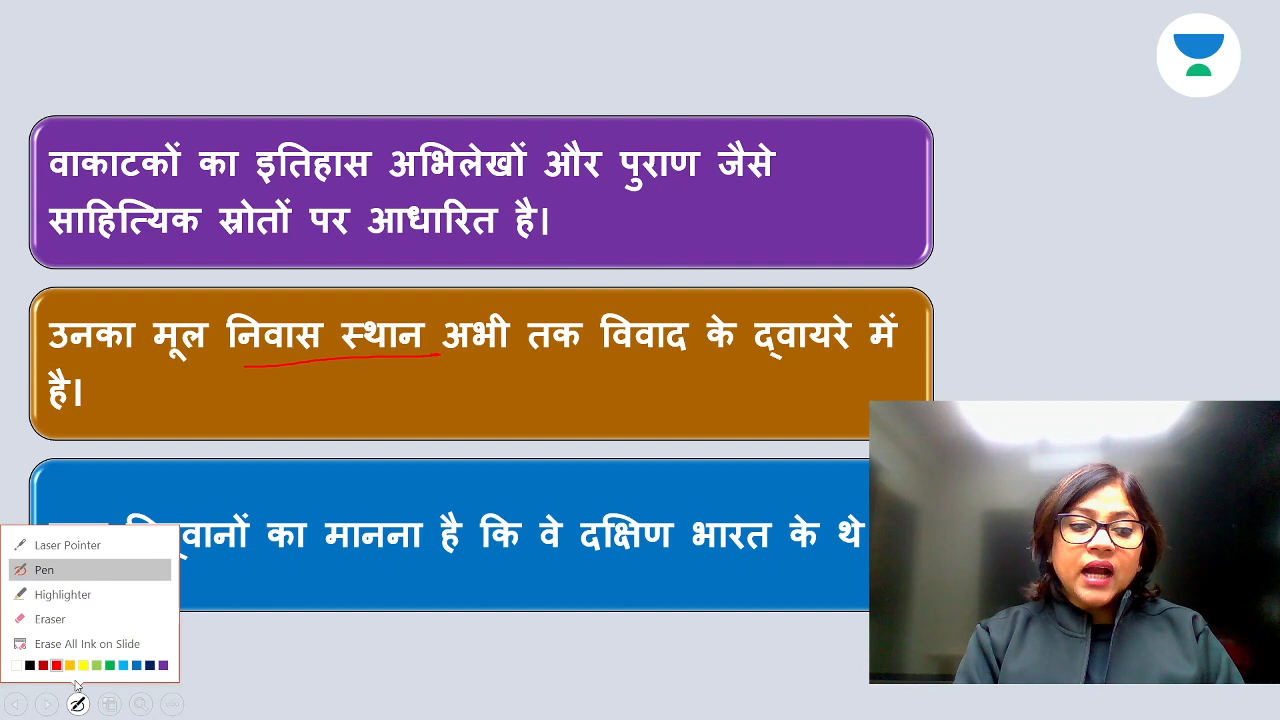 वाकाटकों का इतिहास अभिलेखों और पुराण जैसे
साहित्यिक स्रोतों पर आधारित है।
उनका मूल निवास स्थान अभी तक विवाद के द्वायरे में
है।
का मानना है कि वे दक्षिण भारत के थे
Laser Pointer
Pen
Highlighter
Eraser
Erase All Ink on Slide